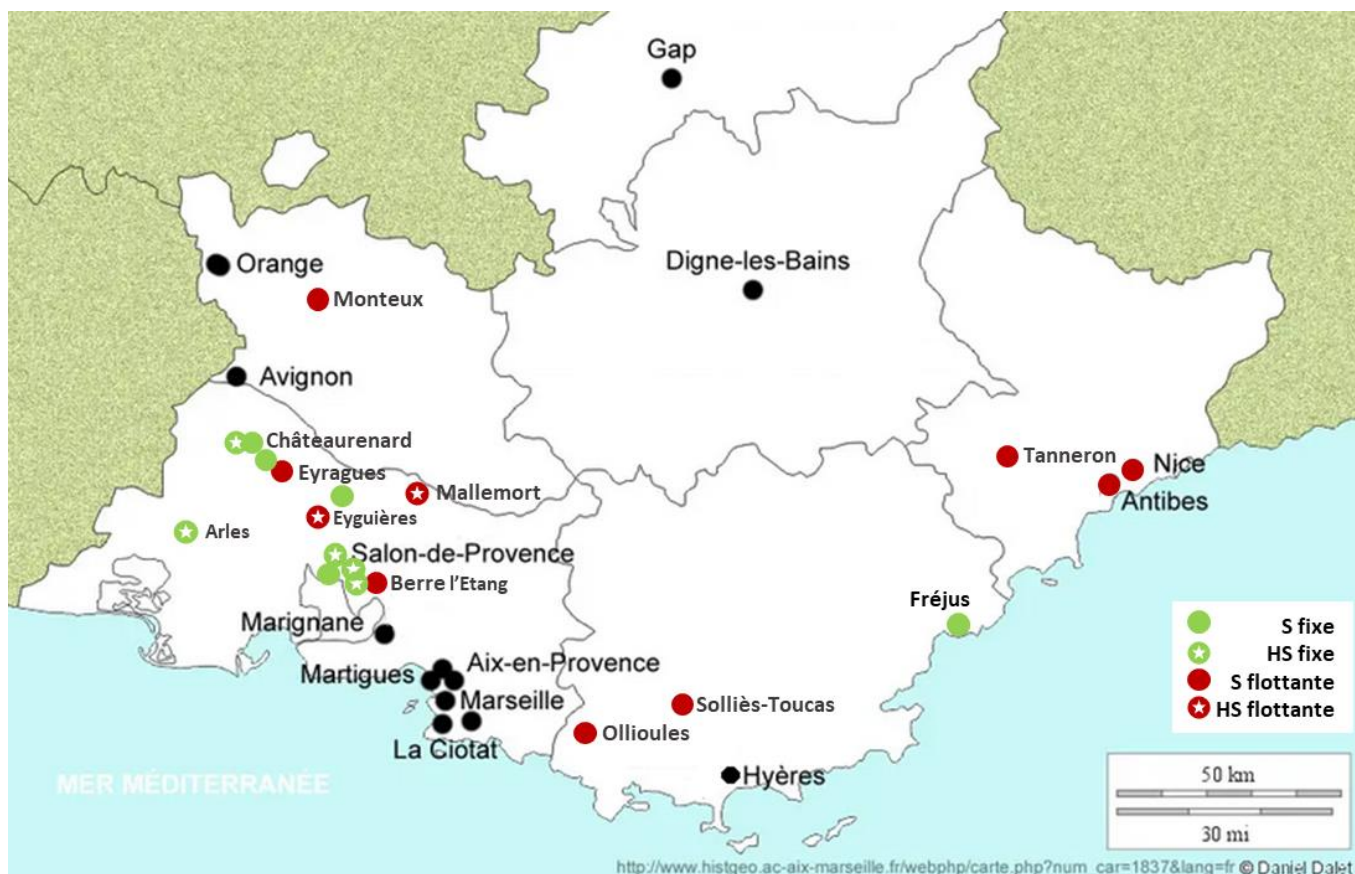 Gap
Digne-les-Bains
Orange
Monteux
Avignon
Châteaurenard
Eyragues
Mallemort
Eyguières
Arles
Salon-de-Provence
Berre l'Etang
Marignane
Martigues
Aix-en-Provence
Marseille
La Ciotat
Tanneron
Nice
Antibes
Fréjus
Solliès-Toucas
Ollioules
Hyères
MER MÉDITERRANÉE
S fixe
HS fixe
S flottante
HS flottante
50 km
30 mi
http://www.histgeo.ac-aix-marseille.fr/webphp/carte.php?num_car=1837&lang=fr © Daniel Dalet